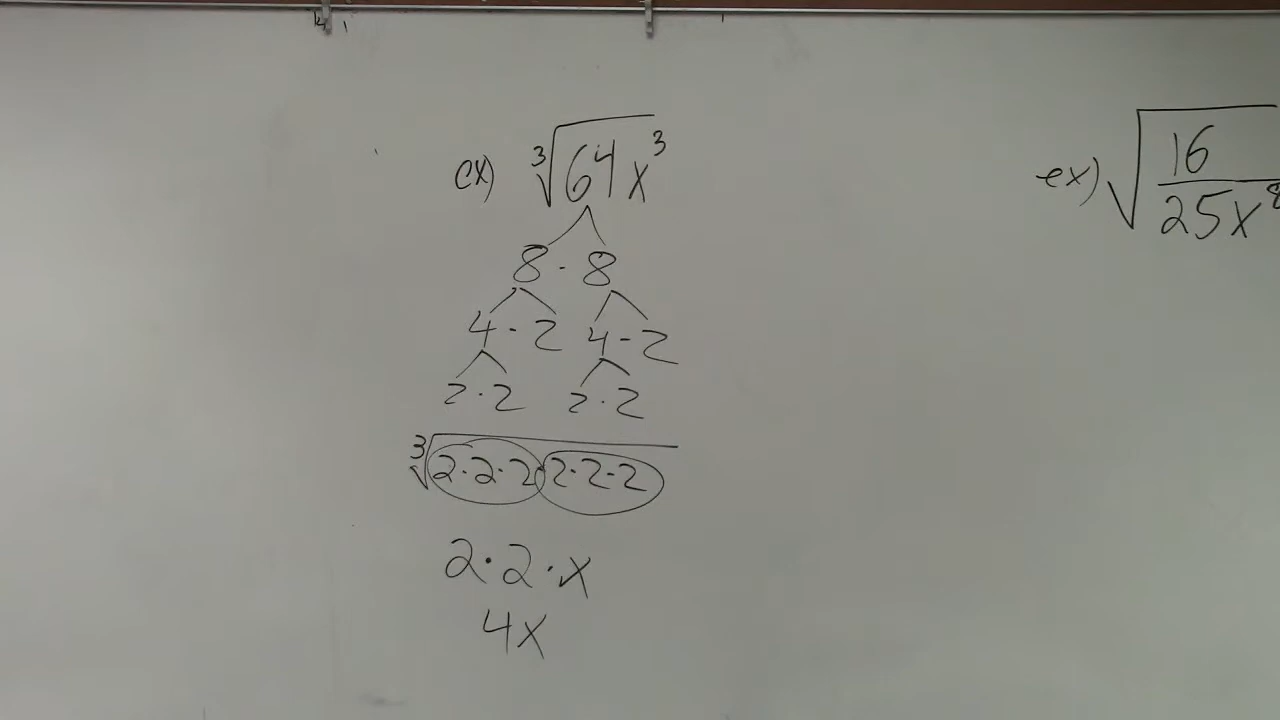 ex) ∛64x³
8 · 8
4 · 2 4 - 2
2 · 2 2 · 2
∛2·2·2·2·2·2
2 · 2 · x
4x
ex) √16/25x⁸